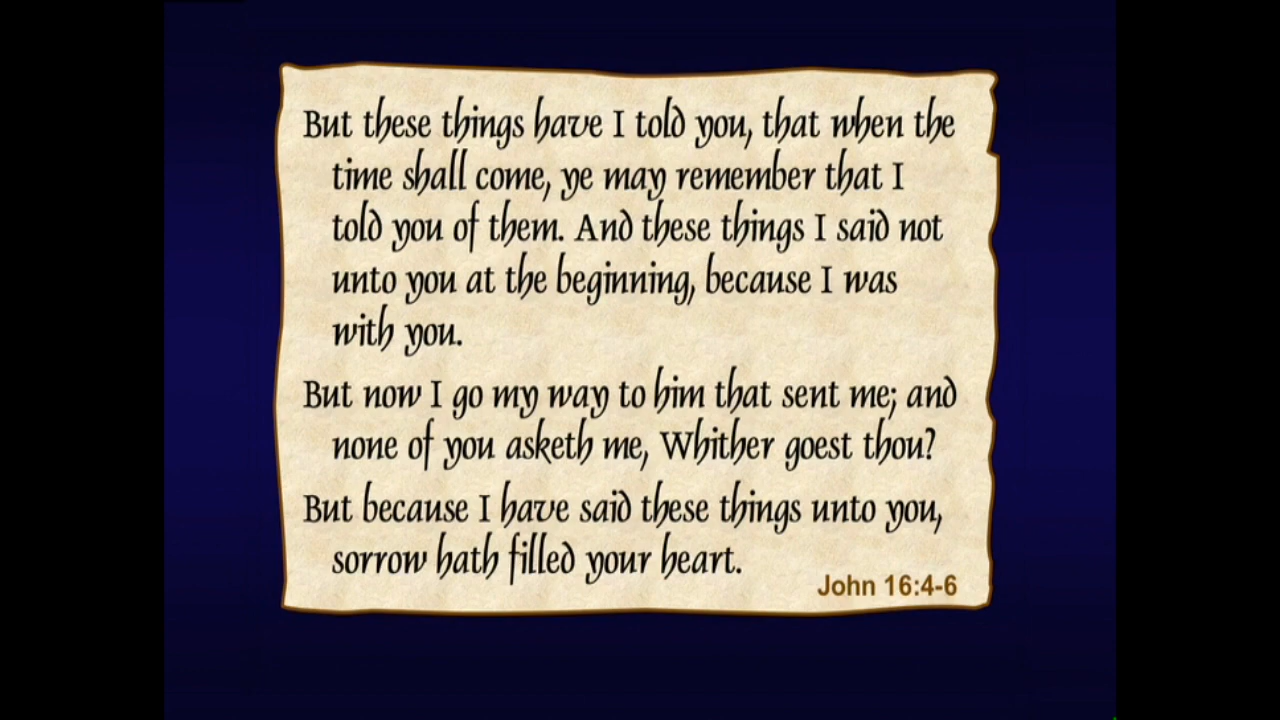 But these things have I told you, that when the
time shall come, ye may remember that I
told you of them. And these things I said not
unto you at the beginning, because I was
with you.
But now I go my way to him that sent me; and
none of you asketh me, Whither goest thou?
But because I have said these things unto you,
sorrow hath filled your heart.
John 16:4-6